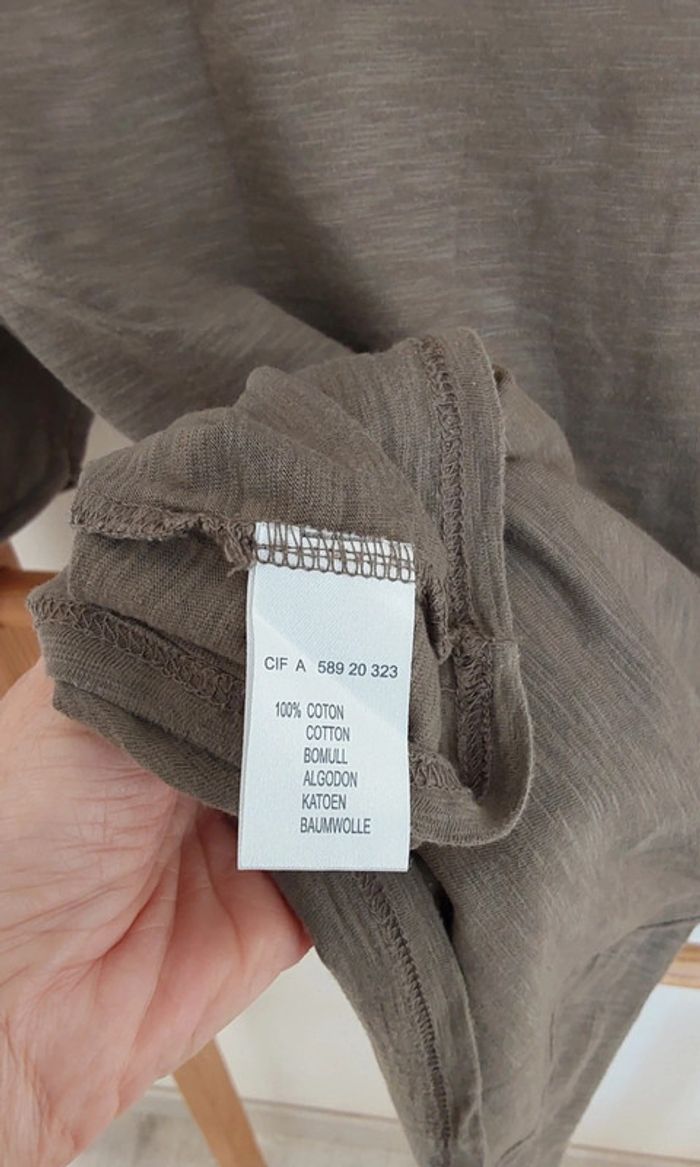 CIF A 589 20 323
100% COTON
COTTON
BOMULL
ALGODON
KATOEN
BAUMWOLLE